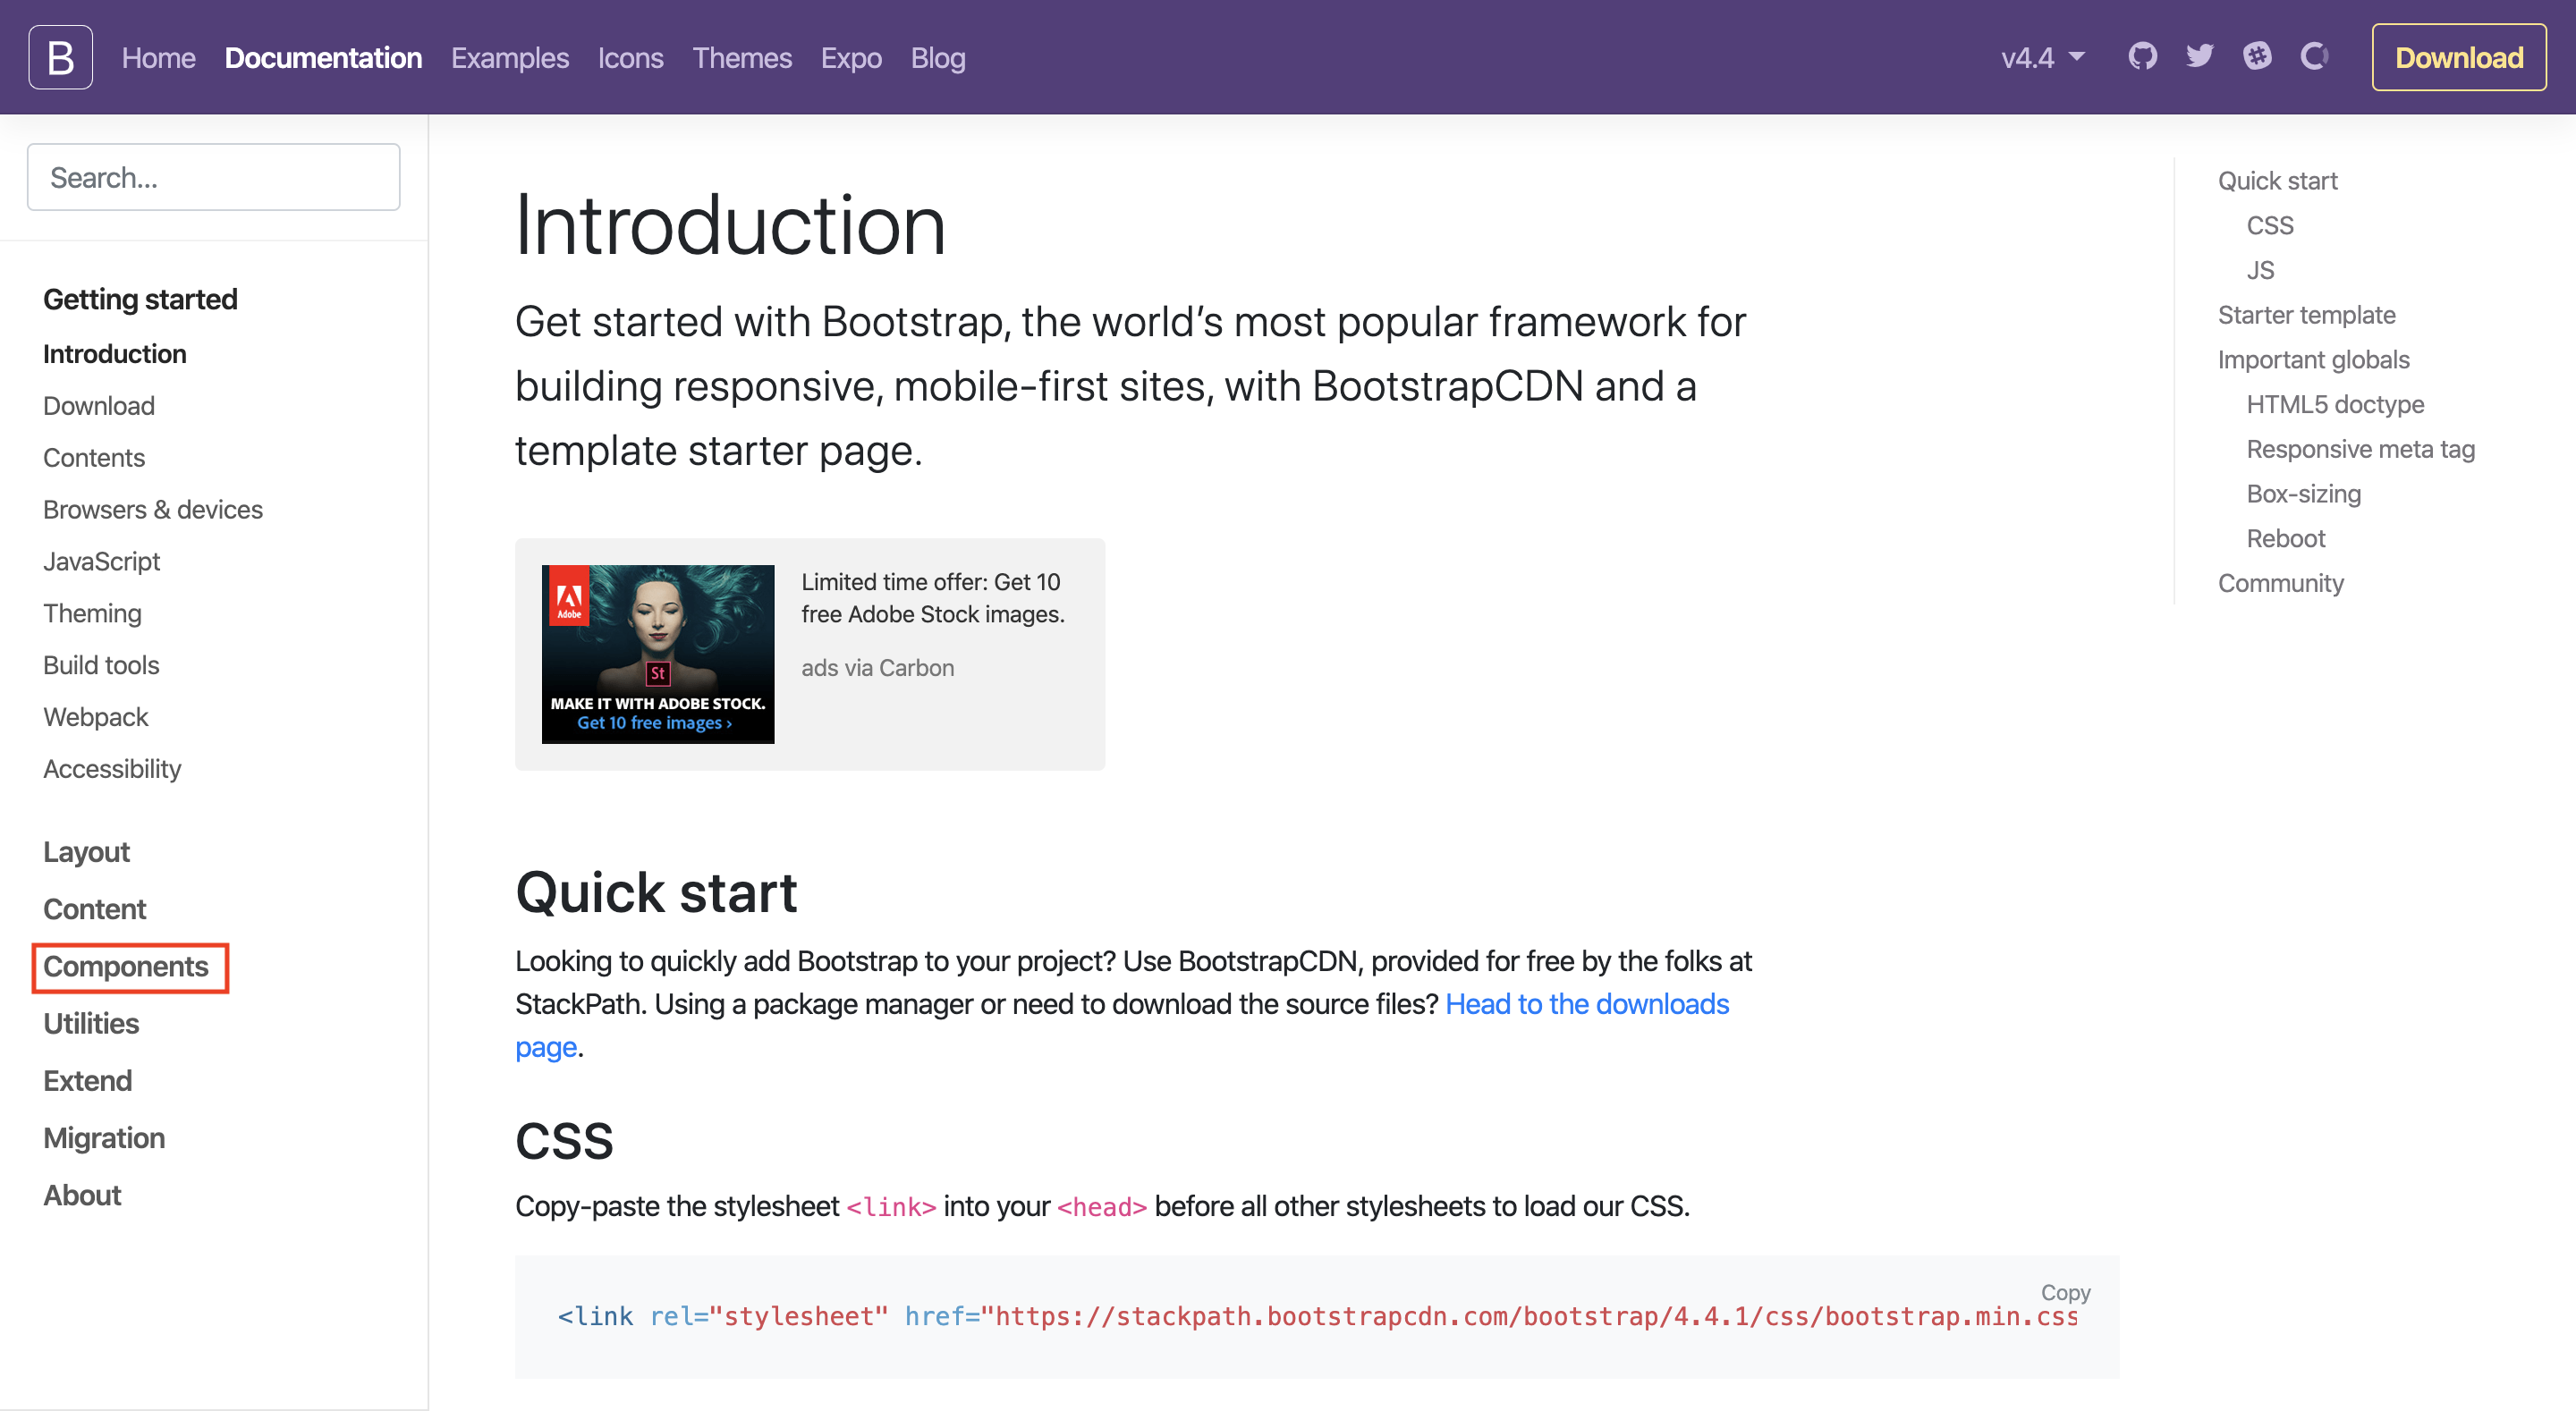 B Home Documentation Examples Icons Themes Expo Blog v4.4 Download
Search...
Getting started
Introduction
Download
Contents
Browsers & devices
JavaScript
Theming
Build tools
Webpack
Accessibility
Layout
Content
Components
Utilities
Extend
Migration
About
Introduction
Get started with Bootstrap, the world’s most popular framework for
building responsive, mobile-first sites, with BootstrapCDN and a
template starter page.
Adobe
St
MAKE IT WITH ADOBE STOCK.
Get 10 free images ›
Limited time offer: Get 10
free Adobe Stock images.
ads via Carbon
Quick start
Looking to quickly add Bootstrap to your project? Use BootstrapCDN, provided for free by the folks at
StackPath. Using a package manager or need to download the source files? Head to the downloads
page.
CSS
Copy-paste the stylesheet <link> into your <head> before all other stylesheets to load our CSS.
Copy
<link rel="stylesheet" href="https://stackpath.bootstrapcdn.com/bootstrap/4.4.1/css/bootstrap.min.css
Quick start
CSS
JS
Starter template
Important globals
HTML5 doctype
Responsive meta tag
Box-sizing
Reboot
Community